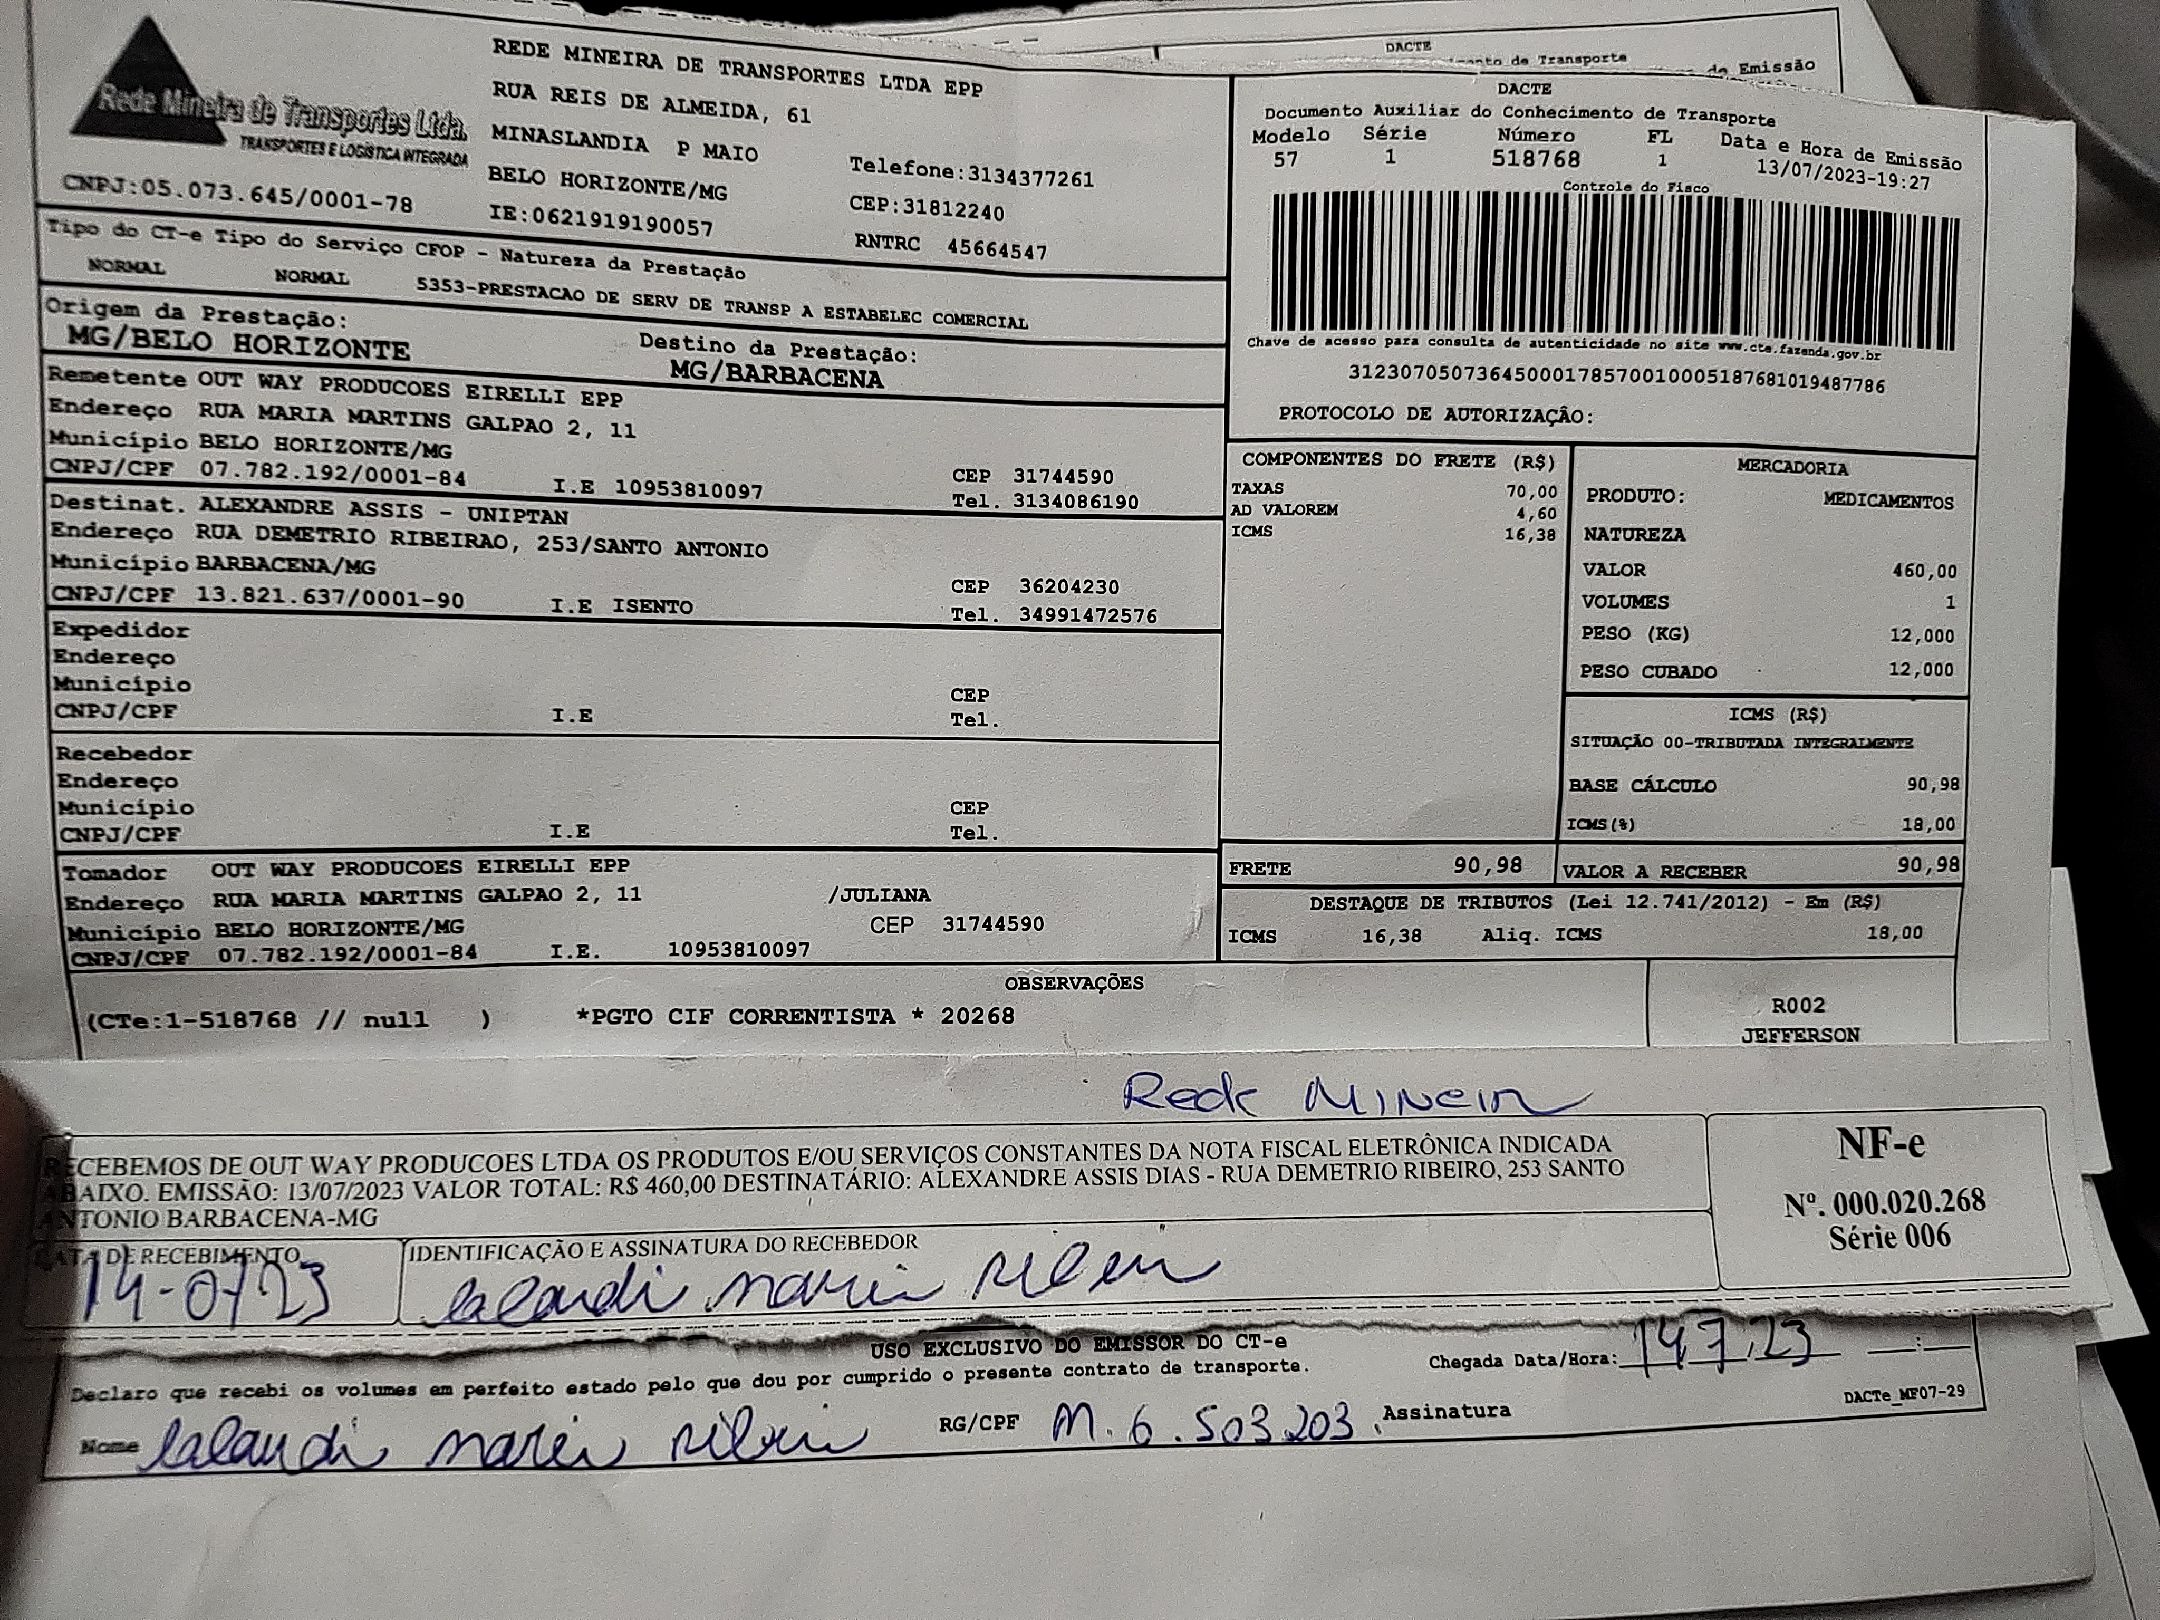 DACTE
nto de Transporte
de Emissão
Rede Mineira de Transportes Ltda.
TRANSPORTES E LOGÍSTICA INTEGRADA
CNPJ:05.073.645/0001-78
REDE MINEIRA DE TRANSPORTES LTDA EPP
RUA REIS DE ALMEIDA, 61
MINASLANDIA P MAIO
BELO HORIZONTE/MG
IE:0621919190057
Telefone:3134377261
CEP:31812240
RNTRC 45664547
DACTE
Documento Auxiliar do Conhecimento de Transporte
Modelo Série Número FL Data e Hora de Emissão
57 1 518768 1 13/07/2023-19:27
Controle do Fisco
Chave de acesso para consulta de autenticidade no site www.cte.fazenda.gov.br
31230705073645000178570010005187681019487786
PROTOCOLO DE AUTORIZAÇÃO:
Tipo do CT-e Tipo do Serviço CFOP - Natureza da Prestação
NORMAL NORMAL 5353-PRESTACAO DE SERV DE TRANSP A ESTABELEC COMERCIAL
Origem da Prestação: Destino da Prestação:
MG/BELO HORIZONTE MG/BARBACENA
Remetente OUT WAY PRODUCOES EIRELLI EPP
Endereço RUA MARIA MARTINS GALPAO 2, 11
Município BELO HORIZONTE/MG CEP 31744590
CNPJ/CPF 07.782.192/0001-84 I.E 10953810097 Tel. 3134086190
Destinat. ALEXANDRE ASSIS - UNIPTAN
Endereço RUA DEMETRIO RIBEIRAO, 253/SANTO ANTONIO
Município BARBACENA/MG CEP 36204230
CNPJ/CPF 13.821.637/0001-90 I.E ISENTO Tel. 34991472576
Expedidor
Endereço
Município CEP
CNPJ/CPF I.E Tel.
Recebedor
Endereço
Município CEP
CNPJ/CPF I.E Tel.
Tomador OUT WAY PRODUCOES EIRELLI EPP
Endereço RUA MARIA MARTINS GALPAO 2, 11 /JULIANA
Município BELO HORIZONTE/MG CEP 31744590
CNPJ/CPF 07.782.192/0001-84 I.E. 10953810097
COMPONENTES DO FRETE (R$)
TAXAS 70,00
AD VALOREM 4,60
ICMS 16,38
MERCADORIA
PRODUTO: MEDICAMENTOS
NATUREZA
VALOR 460,00
VOLUMES 1
PESO (KG) 12,000
PESO CUBADO 12,000
ICMS (R$)
SITUAÇÃO 00-TRIBUTADA INTEGRALMENTE
BASE CÁLCULO 90,98
ICMS(%) 18,00
FRETE 90,98 VALOR A RECEBER 90,98
DESTAQUE DE TRIBUTOS (Lei 12.741/2012) - Em (R$)
ICMS 16,38 Aliq. ICMS 18,00
OBSERVAÇÕES
(CTe:1-518768 // null ) *PGTO CIF CORRENTISTA * 20268
R002
JEFFERSON
Rede
RECEBEMOS DE OUT WAY PRODUCOES LTDA OS PRODUTOS E/OU SERVIÇOS CONSTANTES DA NOTA FISCAL ELETRÔNICA INDICADA
ABAIXO. EMISSÃO: 13/07/2023 VALOR TOTAL: R$ 460,00 DESTINATÁRIO: ALEXANDRE ASSIS DIAS - RUA DEMETRIO RIBEIRO, 253 SANTO
ANTONIO BARBACENA-MG
NF-e
Nº. 000.020.268
Série 006
DATA DE RECEBIMENTO
14-07-23
IDENTIFICAÇÃO E ASSINATURA DO RECEBEDOR
USO EXCLUSIVO DO EMISSOR DO CT-e
Declaro que recebi os volumes em perfeito estado pelo que dou por cumprido o presente contrato de transporte.
Chegada Data/Hora: 14 7 23 :
Nome
RG/CPF M.6.503.203. Assinatura
DACTe_MF07-29